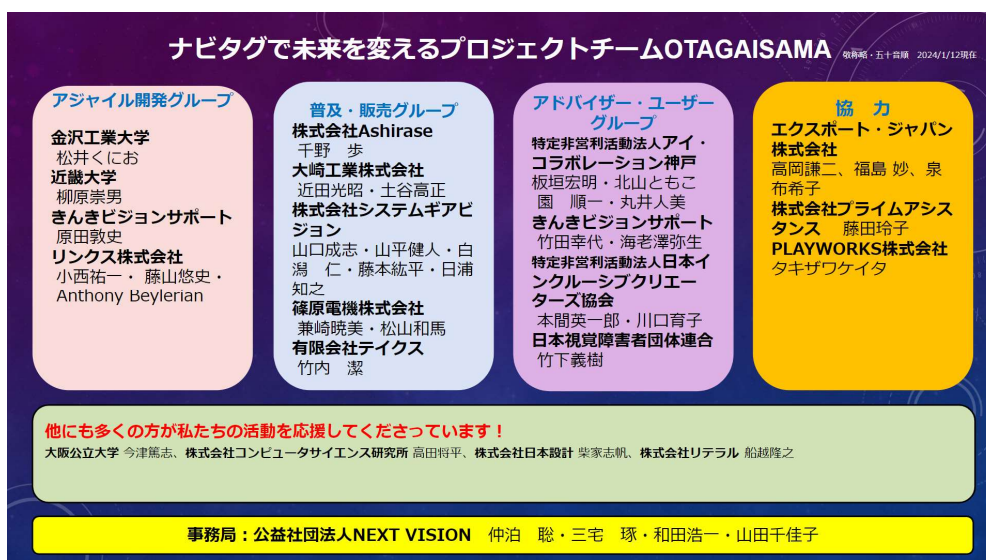 ナビタグで未来を変えるプロジェクトチームOTAGAISAMA 敬称略・五十音順 2024/1/12現在
アジャイル開発グループ
金沢工業大学
松井くにお
近畿大学
柳原崇男
きんきビジョンサポート
原田敦史
リンクス株式会社
小西祐一・ 藤山悠史・
Anthony Beylerian
普及・販売グループ
株式会社Ashirase
千野 歩
大崎工業株式会社
近田光昭・土谷高正
株式会社システムギアビ
ジョン
山口成志・山平健人・白
潟 仁・藤本紘平・日浦
知之
篠原電機株式会社
兼崎暁美・松山和馬
有限会社テイクス
竹内 潔
アドバイザー・ユーザー
グループ
特定非営利活動法人アイ・
コラボレーション神戸
板垣宏明・北山ともこ
園 順一・丸井人美
きんきビジョンサポート
竹田幸代・海老澤弥生
特定非営利活動法人日本イ
ンクルーシブクリエー
ターズ協会
本間英一郎・川口育子
日本視覚障害者団体連合
竹下義樹
協 力
エクスポート・ジャパン
株式会社
高岡謙二、福島 妙、泉
布希子
株式会社プライムアシス
タンス 藤田玲子
PLAYWORKS株式会社
タキザワケイタ
他にも多くの方が私たちの活動を応援してくださっています！
大阪公立大学 今津篤志、株式会社コンピュータサイエンス研究所 高田将平、株式会社日本設計 柴家志帆、株式会社リテラル 船越隆之
事務局：公益社団法人NEXT VISION 仲泊 聡・三宅 琢・和田浩一・山田千佳子